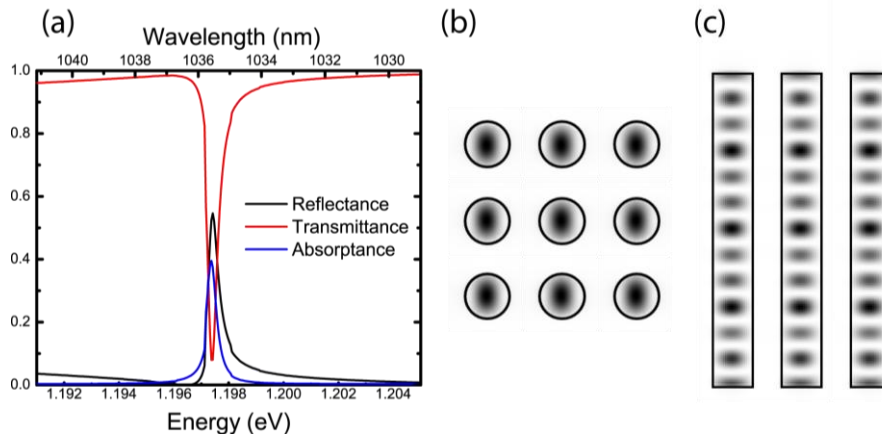 (a)
Wavelength (nm)
1040 1038 1036 1034 1032 1030
1.0
0.8
0.6
0.4
0.2
0.0
Reflectance
Transmittance
Absorptance
1.192 1.194 1.196 1.198 1.200 1.202 1.204
Energy (eV)
(b)
(c)